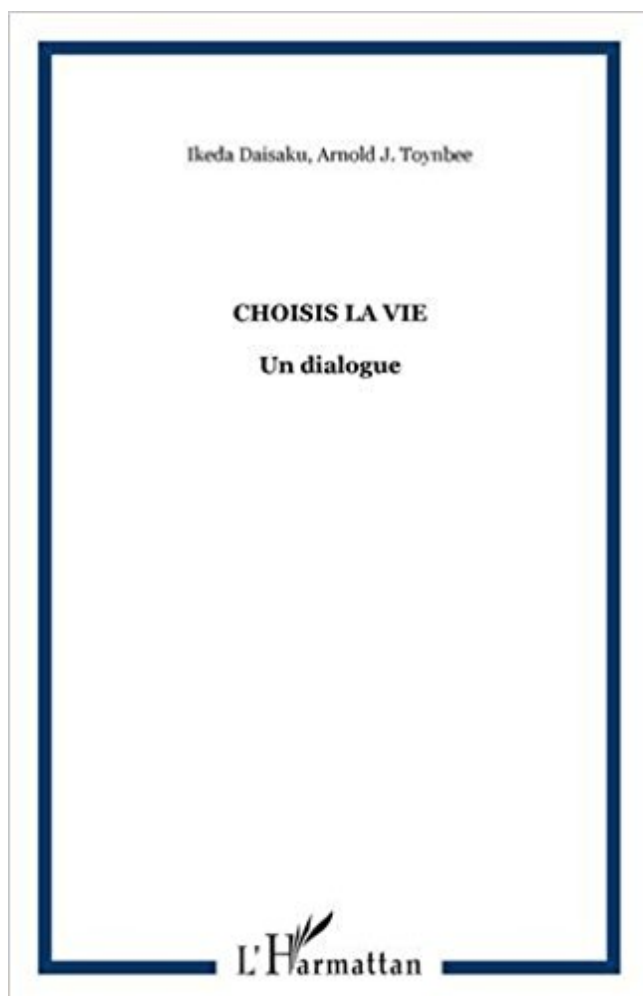 Ikeda Daisaku, Arnold J. Toynbee
CHOISIS LA VIE
Un dialogue
L'Harmattan